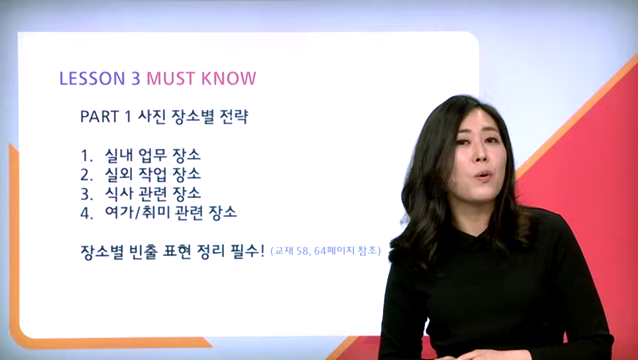 LESSON 3 MUST KNOW
PART 1 사진 장소별 전략
1. 실내 업무 장소
2. 실외 작업 장소
3. 식사 관련 장소
4. 여가/취미 관련 장소
장소별 빈출 표현 정리 필수! (교재 58, 64페이지 참조)